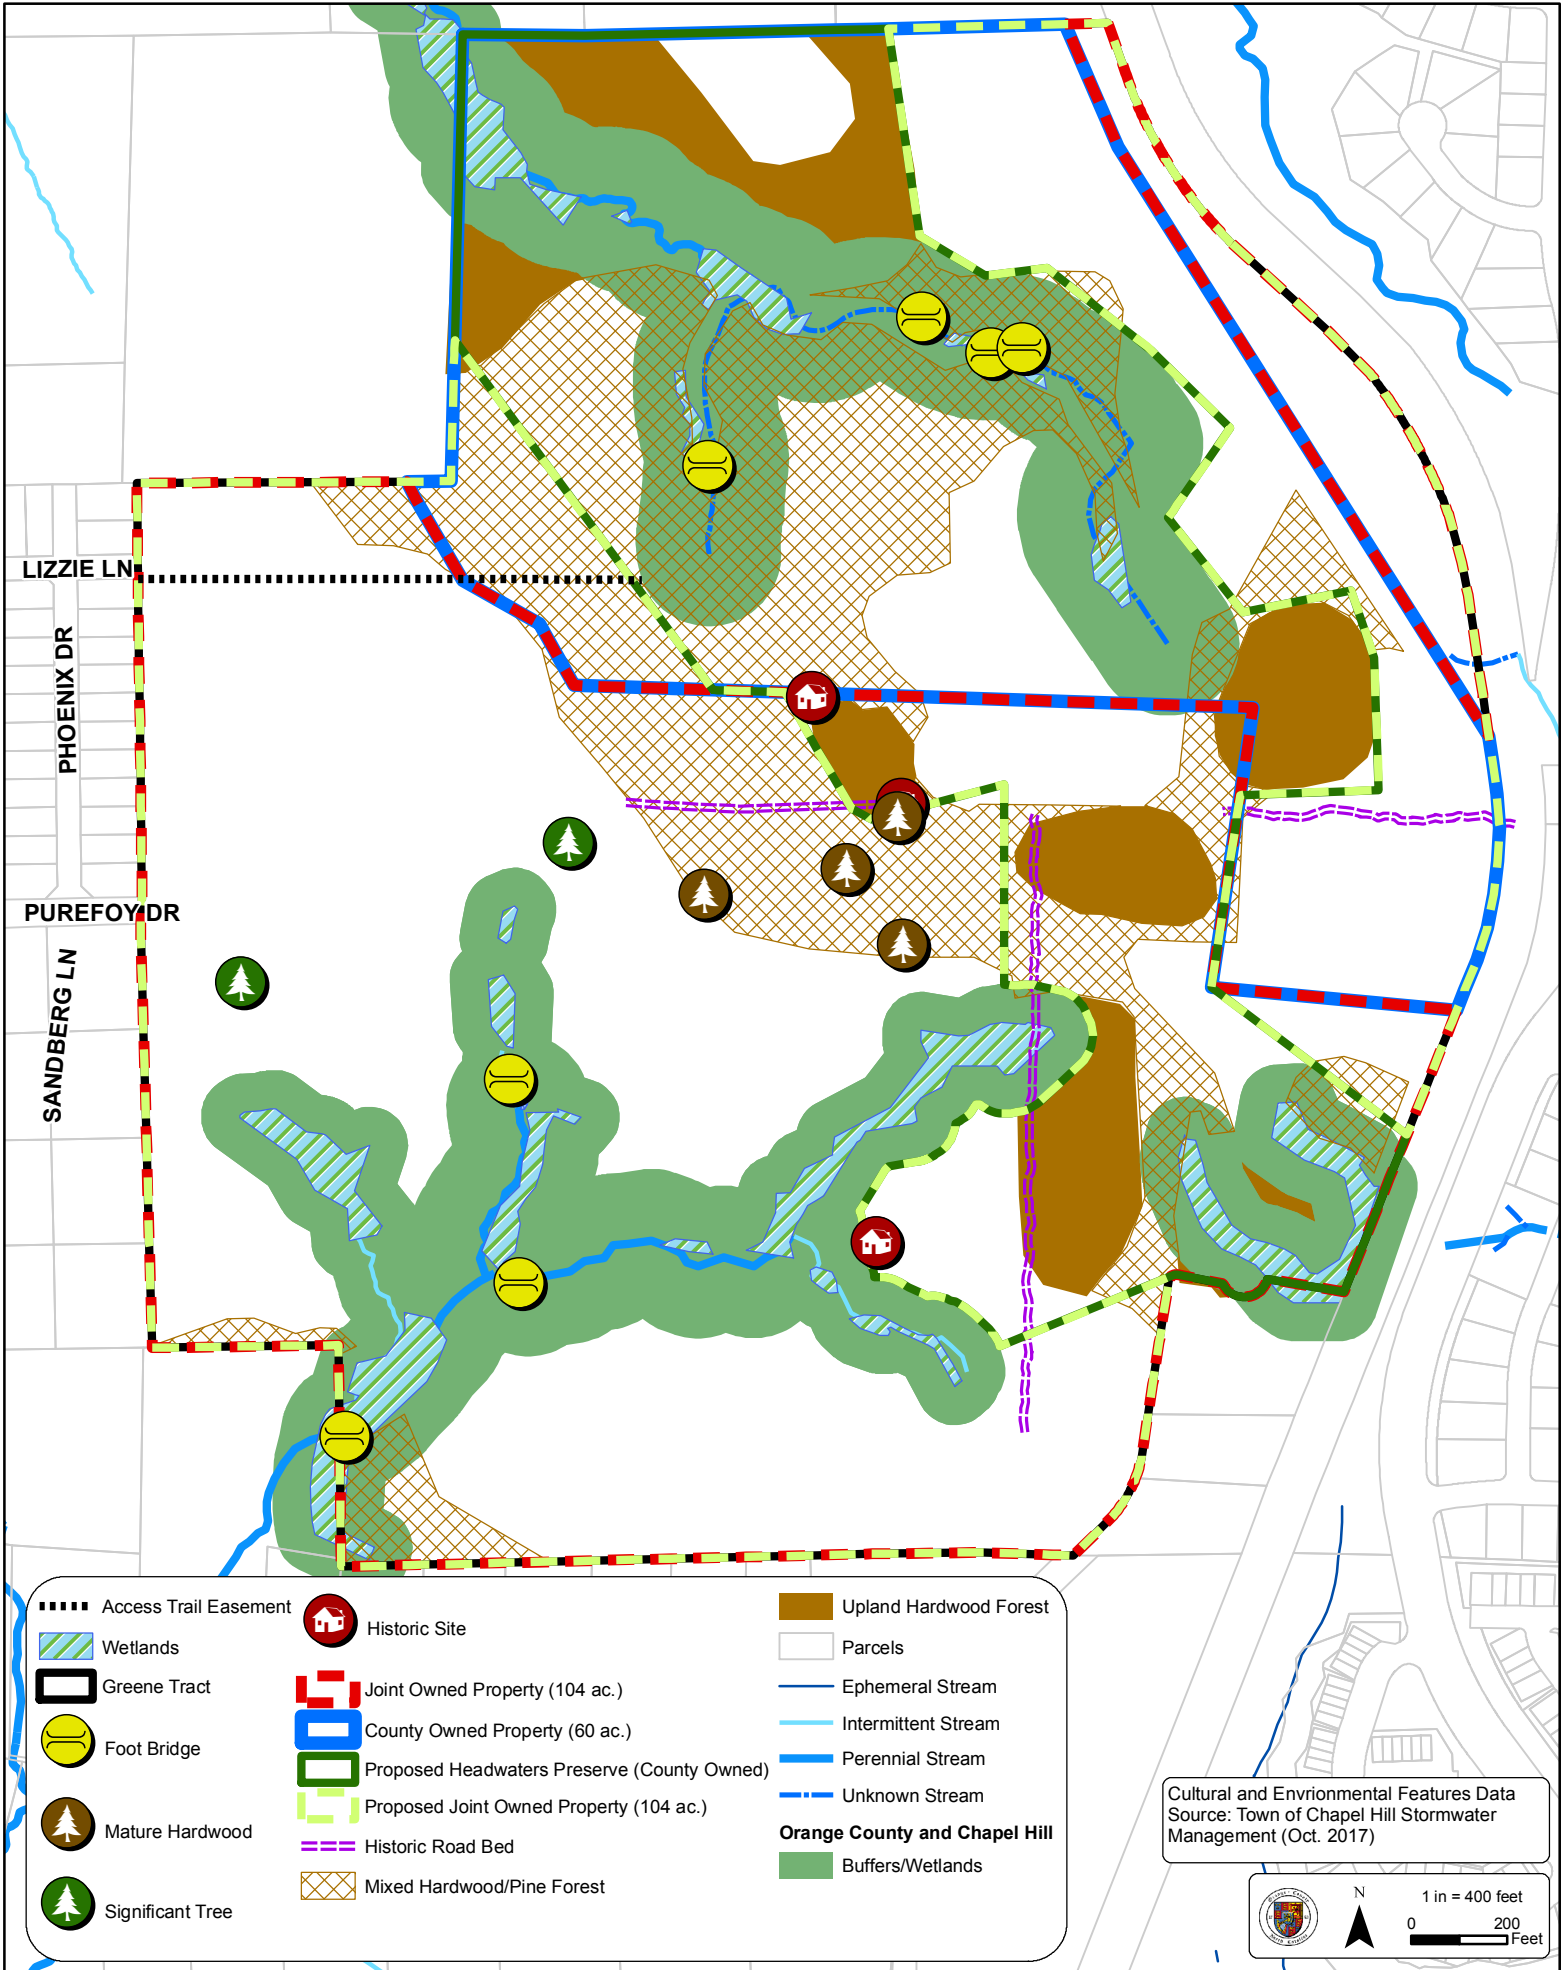 LIZZIE LN
PHOENIX DR
PUREFOY DR
SANDBERG LN
Access Trail Easement
Wetlands
Greene Tract
Foot Bridge
Mature Hardwood
Significant Tree
Historic Site
Joint Owned Property (104 ac.)
County Owned Property (60 ac.)
Proposed Headwaters Preserve (County Owned)
Proposed Joint Owned Property (104 ac.)
Historic Road Bed
Mixed Hardwood/Pine Forest
Upland Hardwood Forest
Parcels
Ephemeral Stream
Intermittent Stream
Perennial Stream
Unknown Stream
Orange County and Chapel Hill
Buffers/Wetlands
Cultural and Envrionmental Features Data
Source: Town of Chapel Hill Stormwater
Management (Oct. 2017)
N
1 in = 400 feet
0 200
Feet